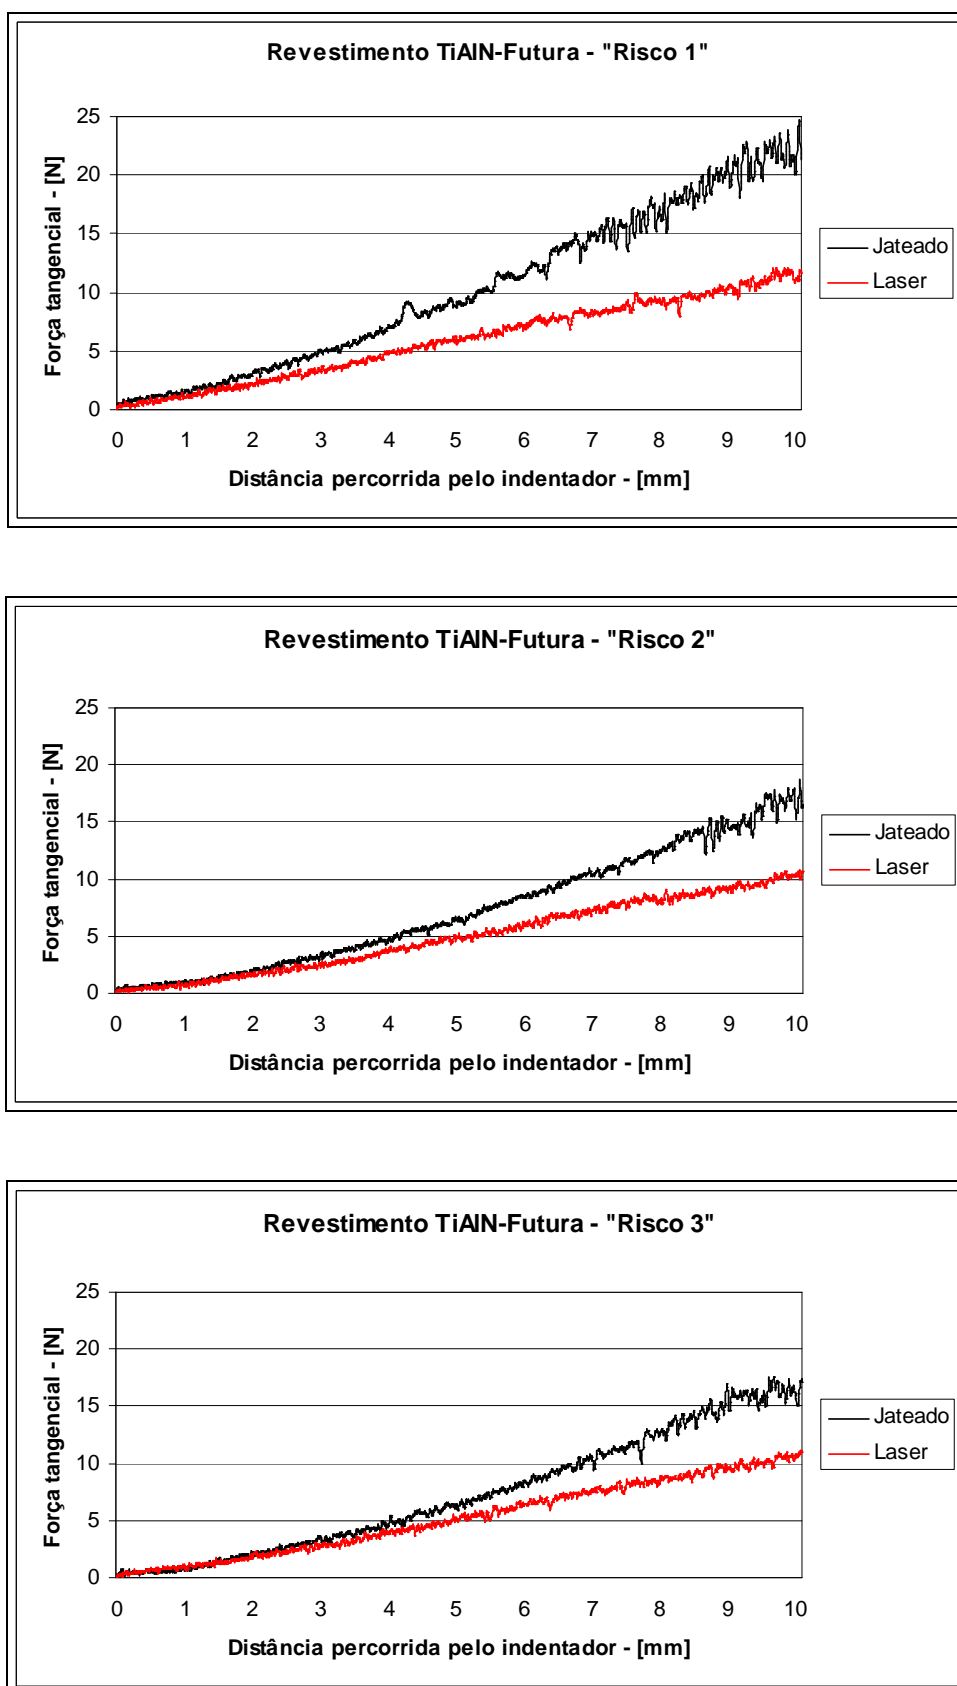 Revestimento TiAlN-Futura - "Risco 1"
25
20
15
10
5
0
Força tangencial - [N]
0 1 2 3 4 5 6 7 8 9 10
Distância percorrida pelo indentador - [mm]
Jateado
Laser
Revestimento TiAlN-Futura - "Risco 2"
25
20
15
10
5
0
Força tangencial - [N]
0 1 2 3 4 5 6 7 8 9 10
Distância percorrida pelo indentador - [mm]
Jateado
Laser
Revestimento TiAlN-Futura - "Risco 3"
25
20
15
10
5
0
Força tangencial - [N]
0 1 2 3 4 5 6 7 8 9 10
Distância percorrida pelo indentador - [mm]
Jateado
Laser